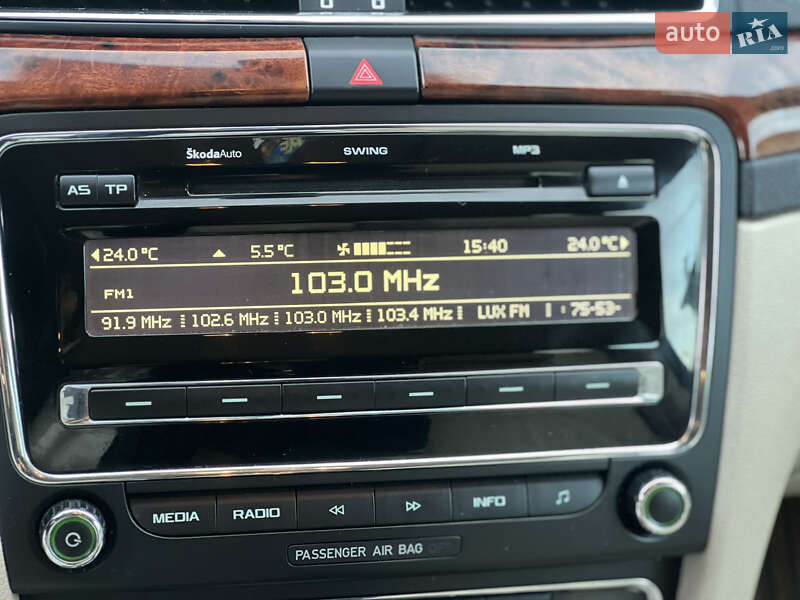 auto RIA
.com
ŠkodaAuto SWING MP3
AS TP
24.0 °C 5.5 °C 15:40 24.0 °C
103.0 MHz
FM1
91.9 MHz 102.6 MHz 103.0 MHz 103.4 MHz LUX FM
MEDIA RADIO INFO
PASSENGER AIR BAG OFF